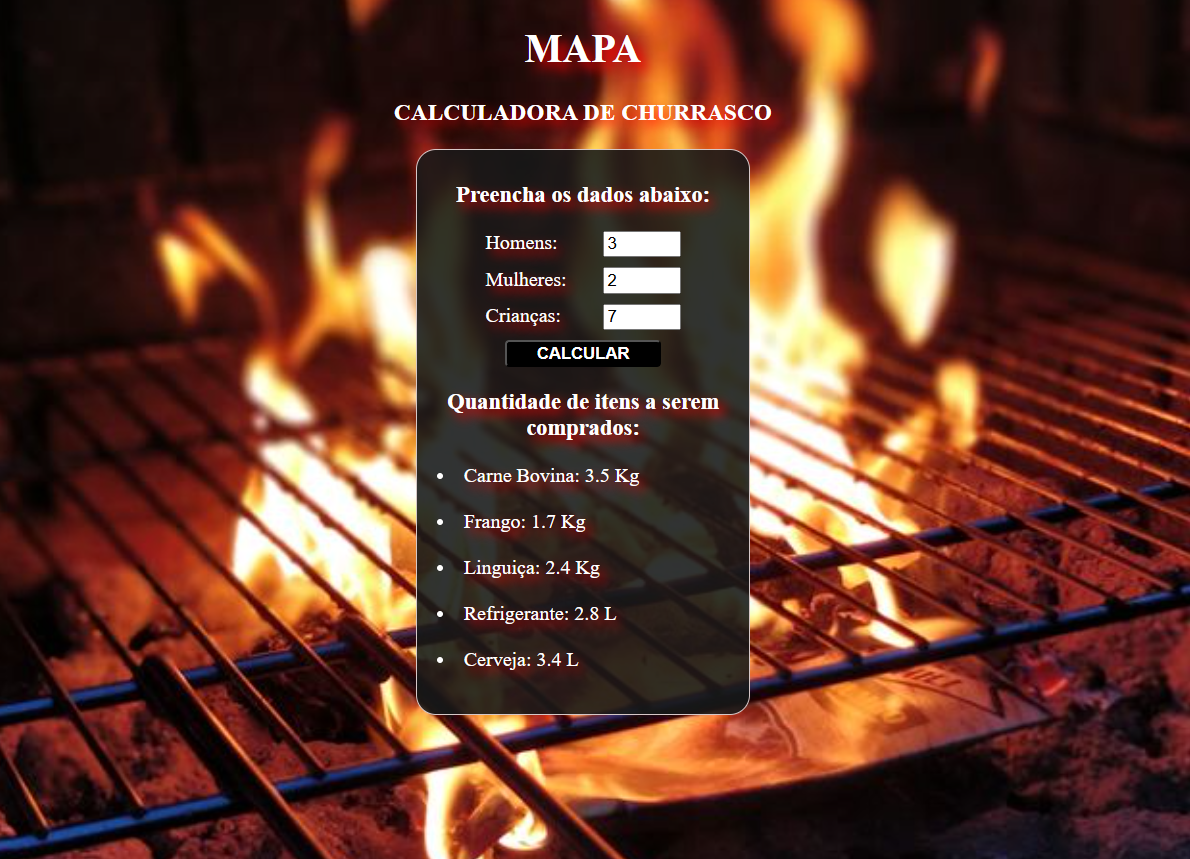 MAPA
CALCULADORA DE CHURRASCO
Preencha os dados abaixo:
Homens: 3
Mulheres: 2
Crianças: 7
CALCULAR
Quantidade de itens a serem
comprados:
• Carne Bovina: 3.5 Kg
• Frango: 1.7 Kg
• Linguiça: 2.4 Kg
• Refrigerante: 2.8 L
• Cerveja: 3.4 L